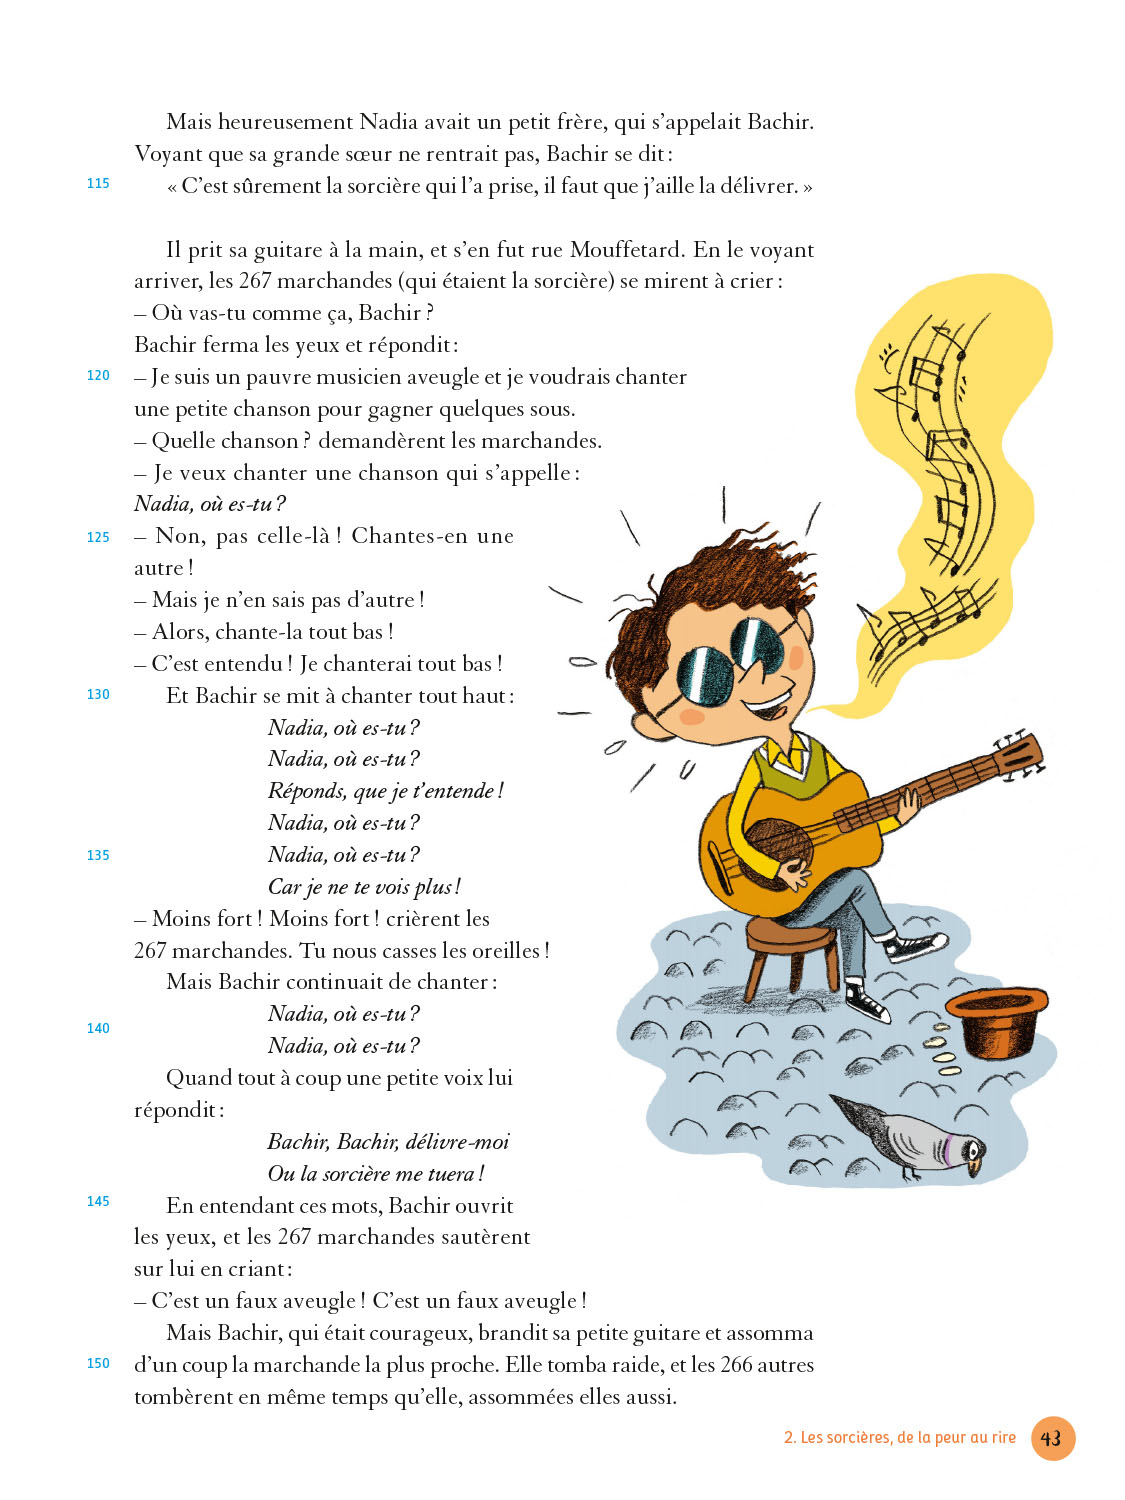 Mais heureusement Nadia avait un petit frère, qui s’appelait Bachir.
Voyant que sa grande sœur ne rentrait pas, Bachir se dit :
115 « C’est sûrement la sorcière qui l’a prise, il faut que j’aille la délivrer. »
Il prit sa guitare à la main, et s’en fut rue Mouffetard. En le voyant
arriver, les 267 marchandes (qui étaient la sorcière) se mirent à crier :
– Où vas-tu comme ça, Bachir ?
Bachir ferma les yeux et répondit :
120 – Je suis un pauvre musicien aveugle et je voudrais chanter
une petite chanson pour gagner quelques sous.
– Quelle chanson ? demandèrent les marchandes.
– Je veux chanter une chanson qui s’appelle :
Nadia, où es-tu ?
125 – Non, pas celle-là ! Chantes-en une
autre !
– Mais je n’en sais pas d’autre !
– Alors, chante-la tout bas !
– C’est entendu ! Je chanterai tout bas !
130 Et Bachir se mit à chanter tout haut :
Nadia, où es-tu ?
Nadia, où es-tu ?
Réponds, que je t’entende !
Nadia, où es-tu ?
135 Nadia, où es-tu ?
Car je ne te vois plus !
– Moins fort ! Moins fort ! crièrent les
267 marchandes. Tu nous casses les oreilles !
Mais Bachir continuait de chanter :
140 Nadia, où es-tu ?
Nadia, où es-tu ?
Quand tout à coup une petite voix lui
répondit :
Bachir, Bachir, délivre-moi
Ou la sorcière me tuera !
145 En entendant ces mots, Bachir ouvrit
les yeux, et les 267 marchandes sautèrent
sur lui en criant :
– C’est un faux aveugle ! C’est un faux aveugle !
Mais Bachir, qui était courageux, brandit sa petite guitare et assomma
150 d’un coup la marchande la plus proche. Elle tomba raide, et les 266 autres
tombèrent en même temps qu’elle, assommées elles aussi.
2. Les sorcières, de la peur au rire 43